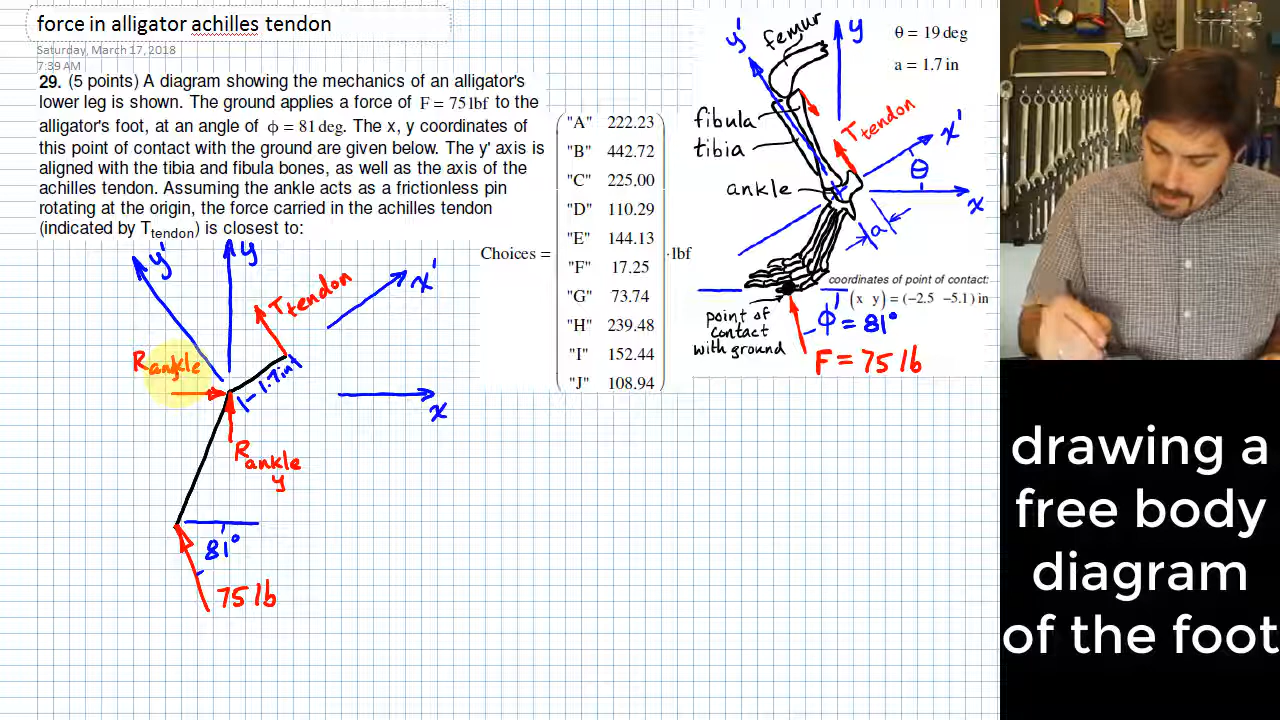 force in alligator achilles tendon
Saturday, March 17, 2018
7:39 AM
29. (5 points) A diagram showing the mechanics of an alligator's
lower leg is shown. The ground applies a force of F = 75 lbf to the
alligator's foot, at an angle of ϕ = 81 deg. The x, y coordinates of
this point of contact with the ground are given below. The y' axis is
aligned with the tibia and fibula bones, as well as the axis of the
achilles tendon. Assuming the ankle acts as a frictionless pin
rotating at the origin, the force carried in the achilles tendon
(indicated by Ttendon) is closest to:
Choices =
"A" 222.23
"B" 442.72
"C" 225.00
"D" 110.29
"E" 144.13
"F" 17.25
"G" 73.74
"H" 239.48
"I" 152.44
"J" 108.94
· lbf
θ = 19 deg
a = 1.7 in
y'
femur
y
fibula
tibia
Ttendon
x'
θ
ankle
x
a
coordinates of point of contact:
(x y) = (-2.5 -5.1) in
point of
contact
with ground
ϕ = 81°
F = 75 lb
y'
y
x'
Ttendon
Rankle
x
1.7in
x
Rankle
y
81°
75 lb
drawing a
free body
diagram
of the foot